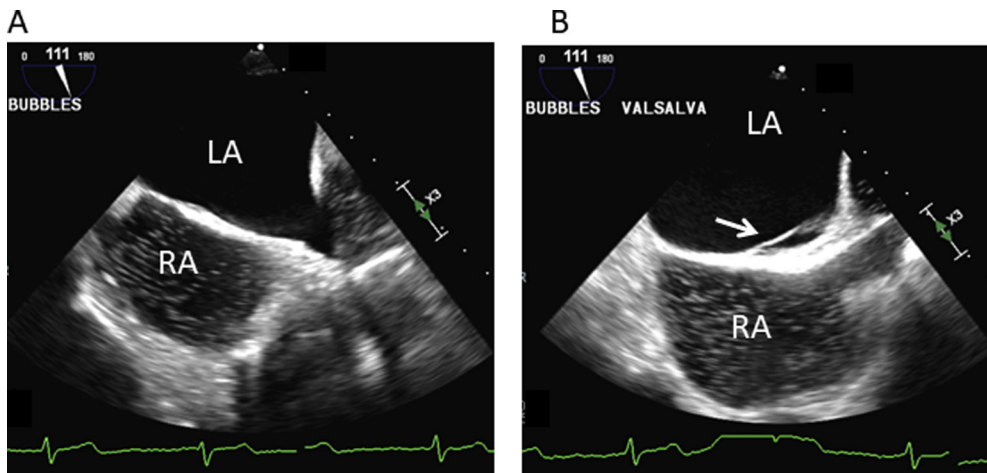 A
B
0 111 180
BUBBLES
LA
RA
X3
0 111 180
BUBBLES VALSALVA
LA
RA
X3